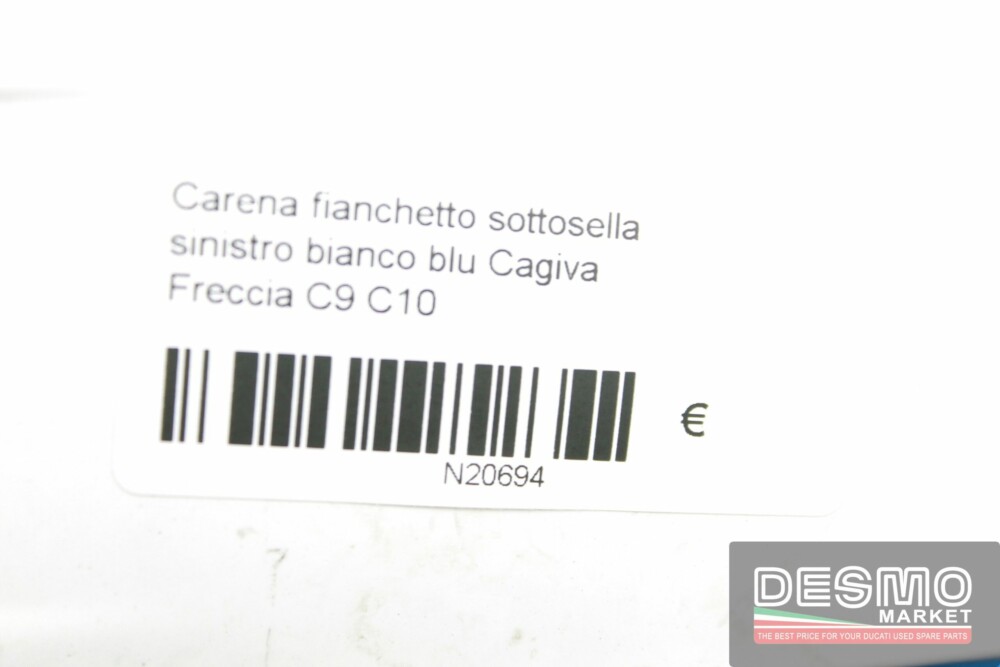 Carena fianchetto sottosella
sinistro bianco blu Cagiva
Freccia C9 C10
€
N20694
DESMO
MARKET
THE BEST PRICE FOR YOUR DUCATI USED SPARE PARTS